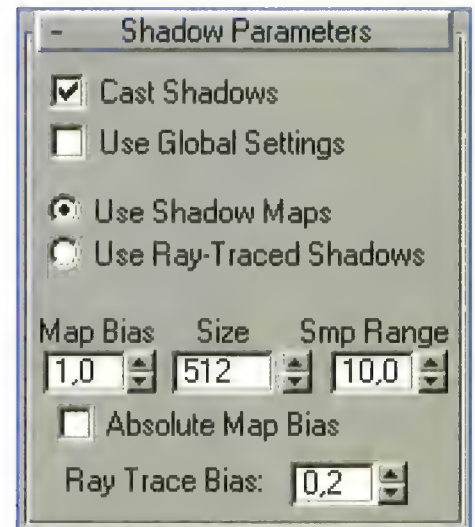 - Shadow Parameters
Cast Shadows
Use Global Settings
Use Shadow Maps
Use Ray-Traced Shadows
Map Bias Size Smp Range
1,0 512 10,0
Absolute Map Bias
Ray Trace Bias: 0,2